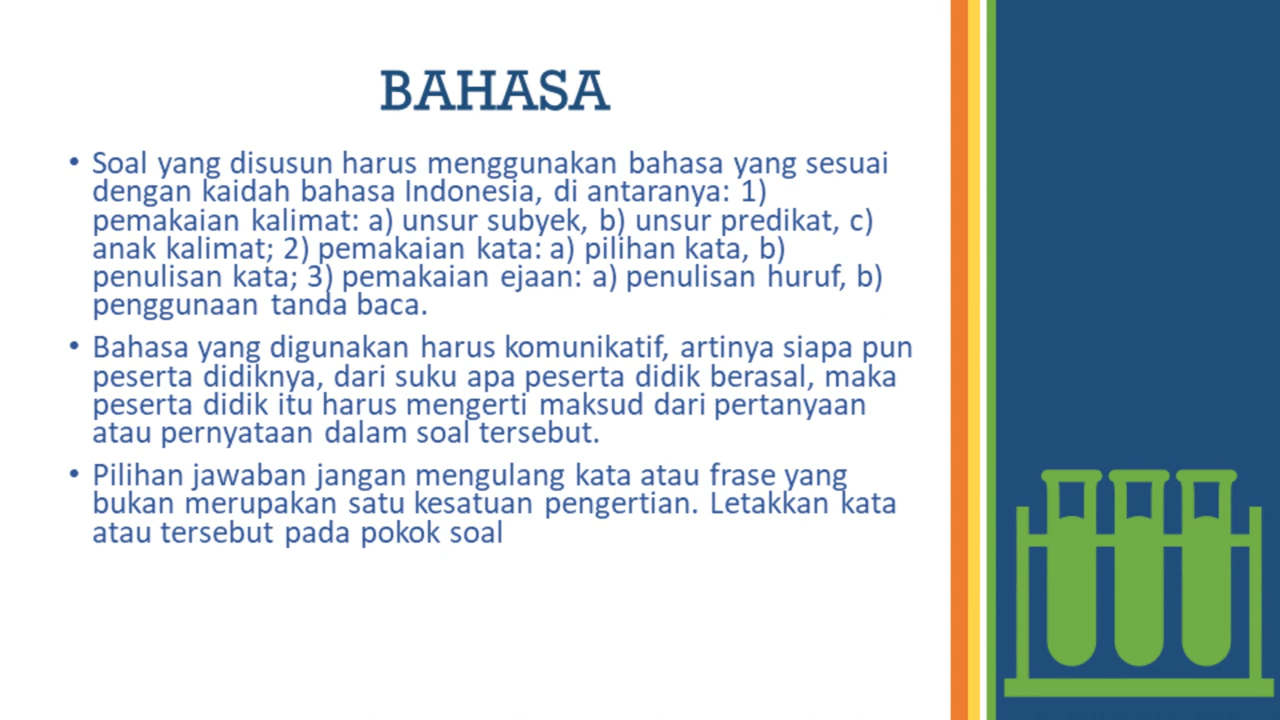 BAHASA
• Soal yang disusun harus menggunakan bahasa yang sesuai
dengan kaidah bahasa Indonesia, di antaranya: 1)
pemakaian kalimat: a) unsur subyek, b) unsur predikat, c)
anak kalimat; 2) pemakaian kata: a) pilihan kata, b)
penulisan kata; 3) pemakaian ejaan: a) penulisan huruf, b)
penggunaan tanda baca.
• Bahasa yang digunakan harus komunikatif, artinya siapa pun
peserta didiknya, dari suku apa peserta didik berasal, maka
peserta didik itu harus mengerti maksud dari pertanyaan
atau pernyataan dalam soal tersebut.
• Pilihan jawaban jangan mengulang kata atau frase yang
bukan merupakan satu kesatuan pengertian. Letakkan kata
atau tersebut pada pokok soal